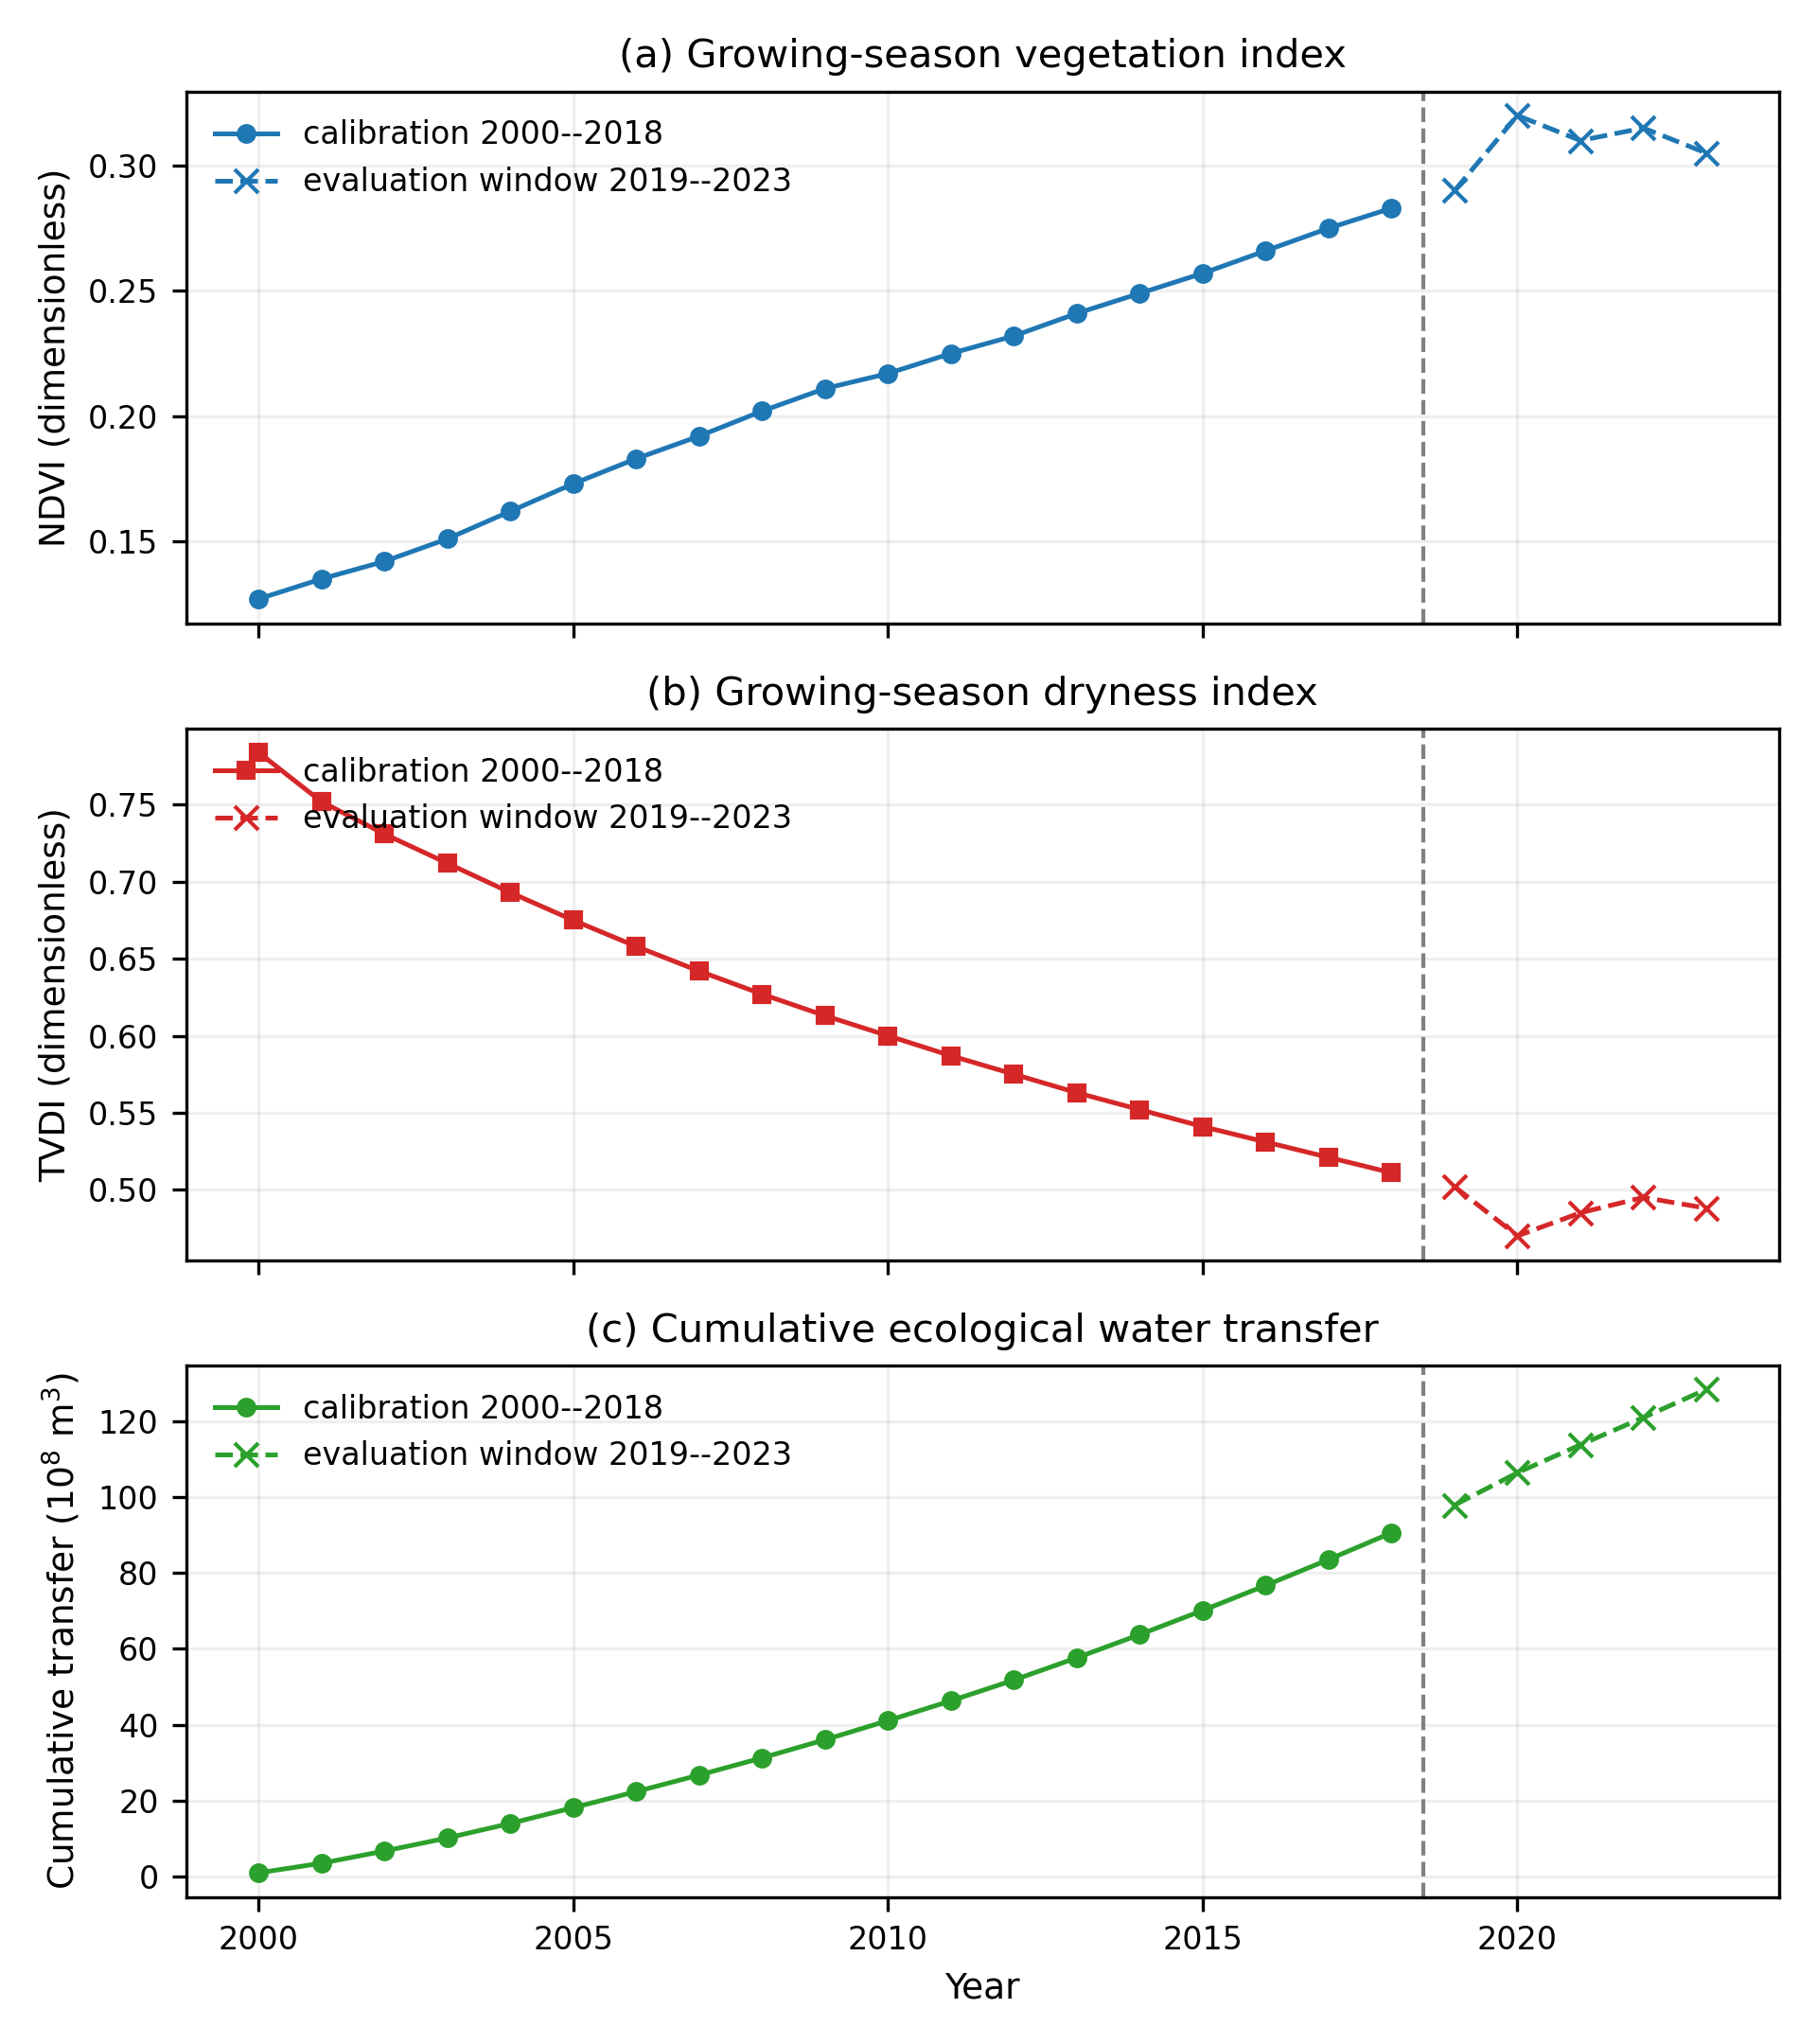 (a) Growing-season vegetation index
calibration 2000--2018
evaluation window 2019--2023
NDVI (dimensionless)
0.30
0.25
0.20
0.15
(b) Growing-season dryness index
calibration 2000--2018
evaluation window 2019--2023
TVDI (dimensionless)
0.75
0.70
0.65
0.60
0.55
0.50
(c) Cumulative ecological water transfer
calibration 2000--2018
evaluation window 2019--2023
Cumulative transfer (10⁸ m³)
120
100
80
60
40
20
0
2000 2005 2010 2015 2020
Year